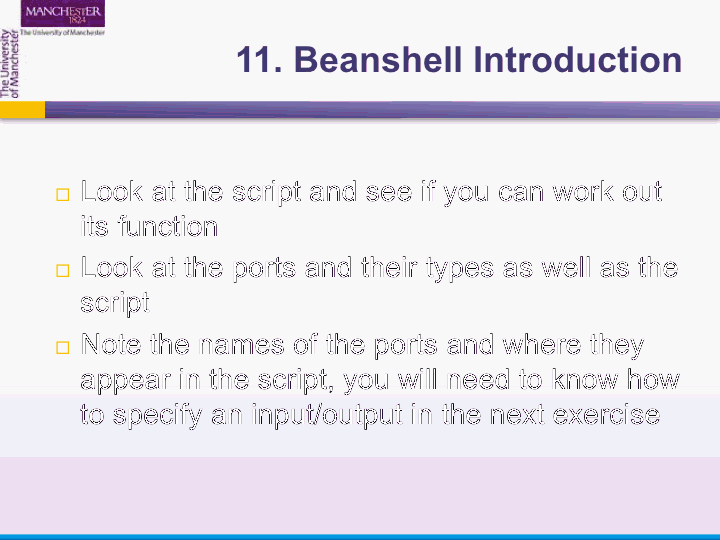 MANCHESTER
1824
The University of Manchester
The University
of Manchester
11. Beanshell Introduction
Look at the script and see if you can work out
its function
Look at the ports and their types as well as the
script
Note the names of the ports and where they
appear in the script, you will need to know how
to specify an input/output in the next exercise